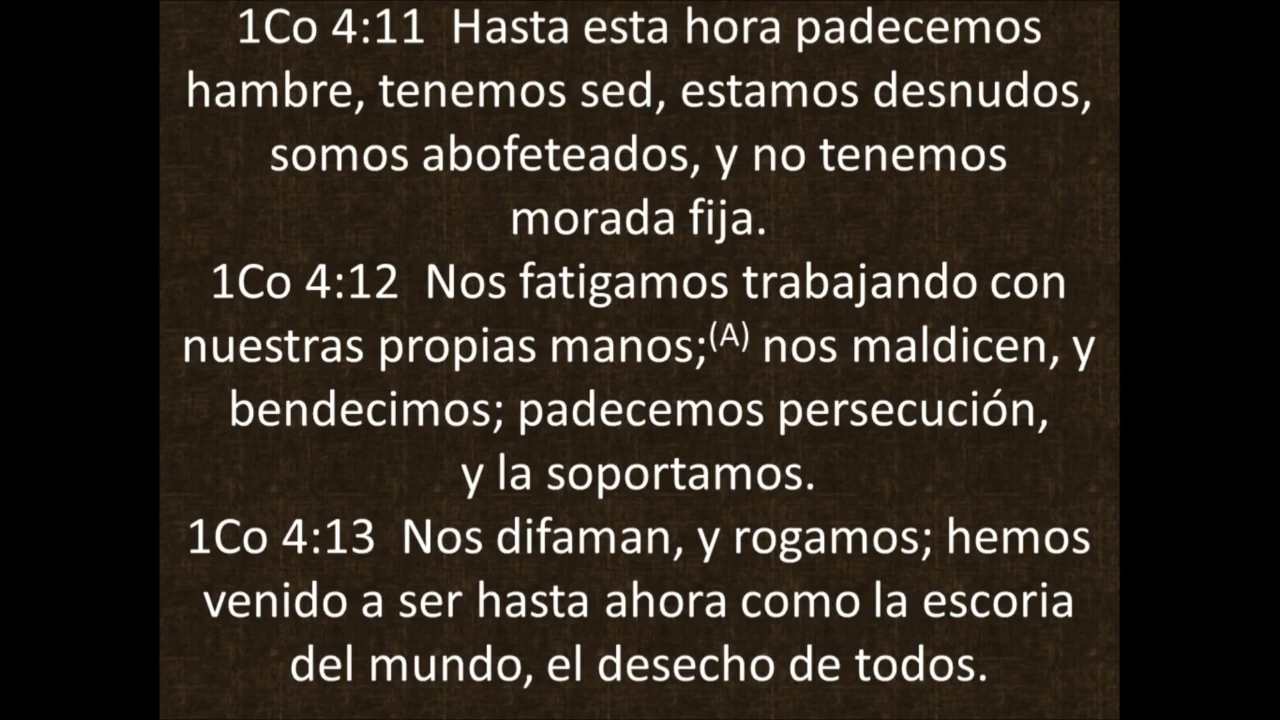 1Co 4:11  Hasta esta hora padecemos
hambre, tenemos sed, estamos desnudos,
somos abofeteados, y no tenemos
morada fija.
1Co 4:12  Nos fatigamos trabajando con
nuestras propias manos;(A) nos maldicen, y
bendecimos; padecemos persecución,
y la soportamos.
1Co 4:13  Nos difaman, y rogamos; hemos
venido a ser hasta ahora como la escoria
del mundo, el desecho de todos.